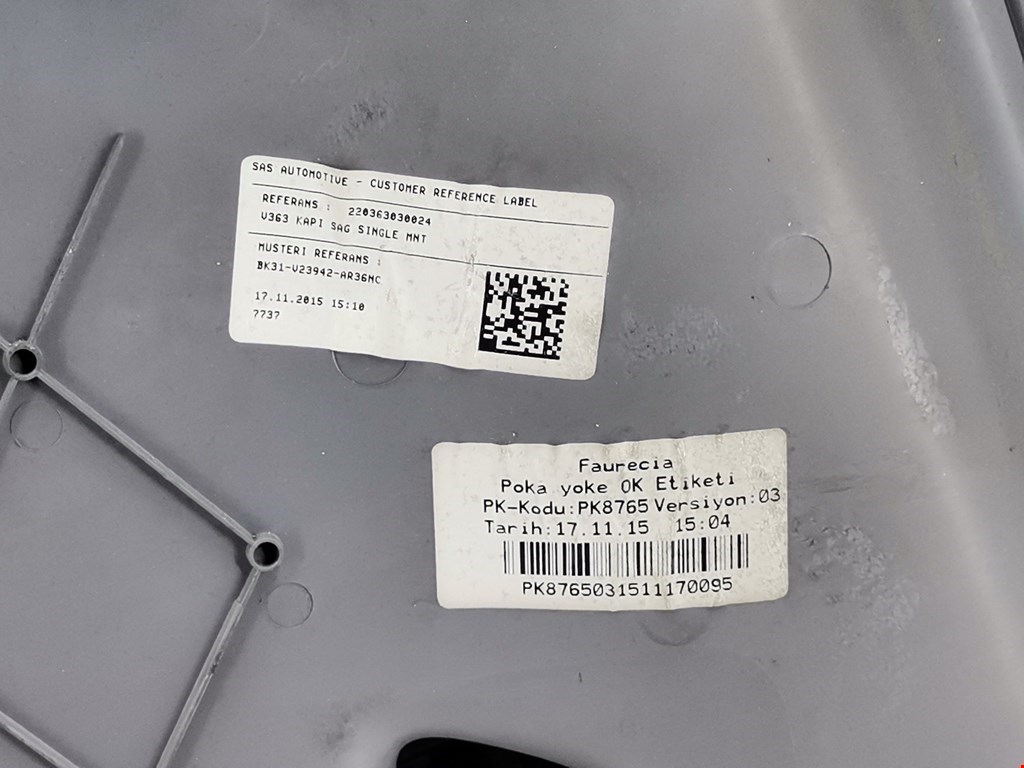 SAS AUTOMOTIVE - CUSTOMER REFERENCE LABEL
REFERANS : 220363030024
V363 KAPI SAG SINGLE MNT
MUSTERI REFERANS :
BK31-V23942-AR36MC
17.11.2015 15:10
7737
Faurecia
Poka yoke OK Etiketi
PK-Kodu:PK8765 Versiyon:03
Tarih:17.11.15 15:04
PK8765031511170095